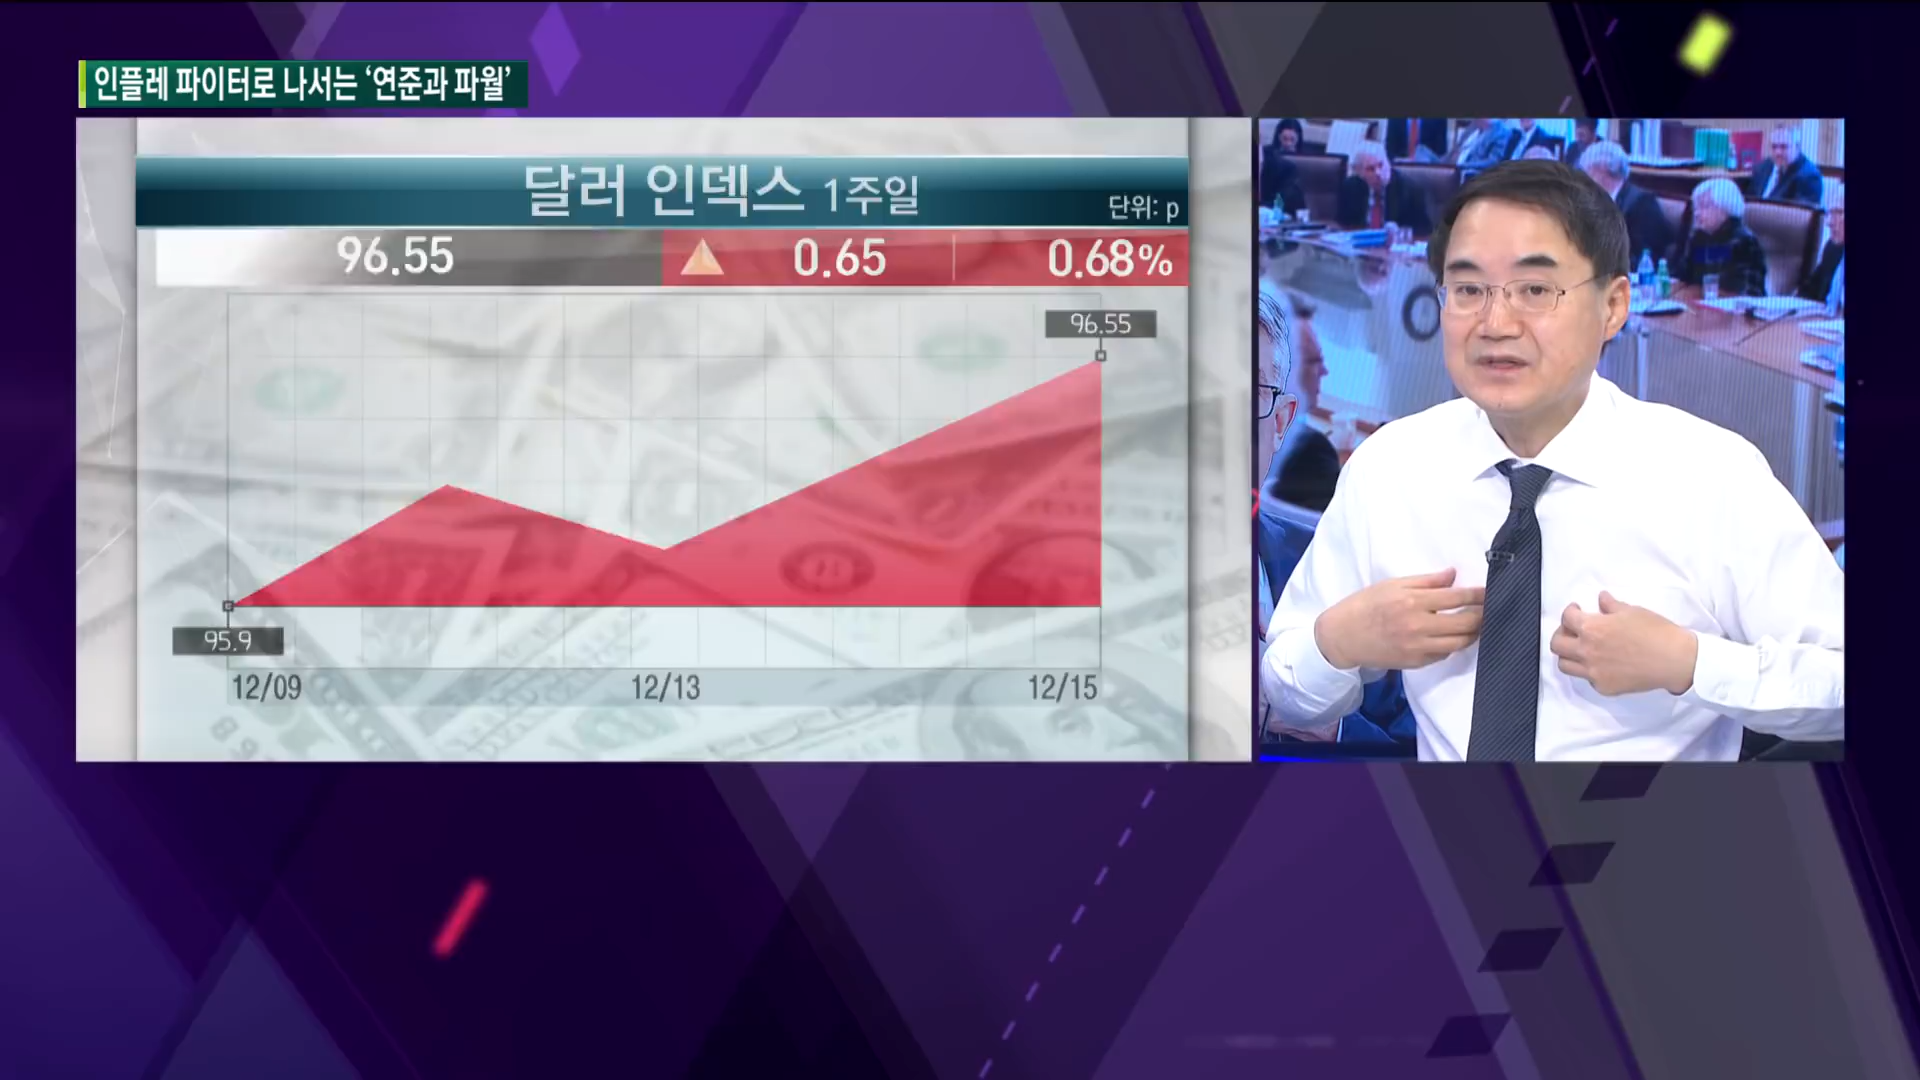 인플레 파이터로 나서는 ‘연준과 파월’
달러 인덱스 1주일
단위: p
96.55 0.65 0.68%
96.55
95.9
12/09 12/13 12/15